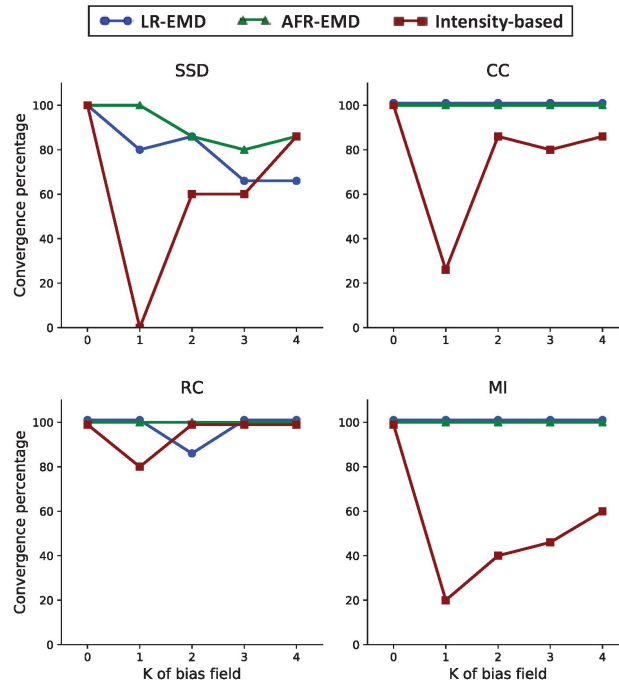 LR-EMD AFR-EMD Intensity-based
SSD CC
Convergence percentage
100 100
80 80
60 60
40 40
20 20
0 0
0 1 2 3 4 0 1 2 3 4
RC MI
Convergence percentage
100 100
80 80
60 60
40 40
20 20
0 0
0 1 2 3 4 0 1 2 3 4
K of bias field K of bias field